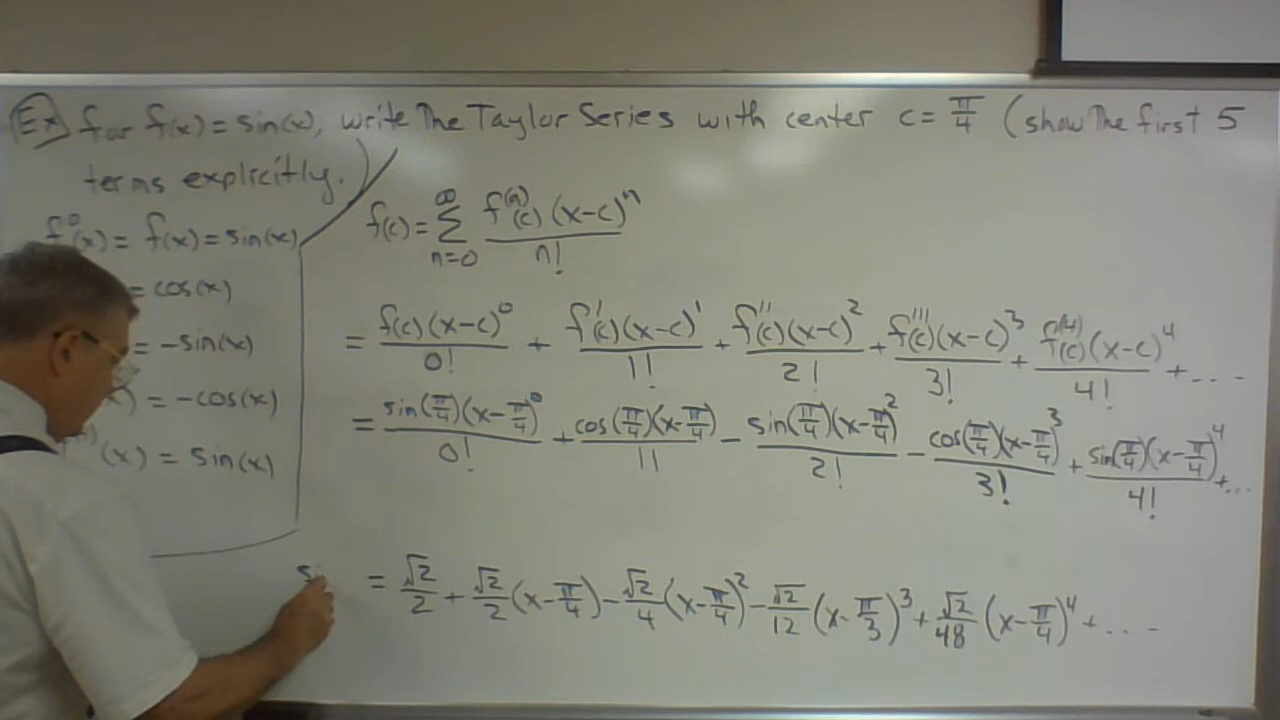 Ex for f(x) = sin(x), write The Taylor Series with center c = π/4 (show The first 5
terms explicitly.)
f⁰(x) = f(x) = sin(x)
= cos(x)
= -sin(x)
= -cos(x)
(x) = sin(x)
f(c) = ∑_{n=0}^{∞} f⁽ⁿ⁾(c) (x-c)ⁿ / n!
= f(c)(x-c)⁰ / 0! + f'(c)(x-c)¹ / 1! + f''(c)(x-c)² / 2! + f'''(c)(x-c)³ / 3! + f⁽⁴⁾(c)(x-c)⁴ / 4! + ...
= sin(π/4)(x-π/4)⁰ / 0! + cos(π/4)(x-π/4) / 1! - sin(π/4)(x-π/4)² / 2! - cos(π/4)(x-π/4)³ / 3! + sin(π/4)(x-π/4)⁴ / 4! + ...
= √2/2 + √2/2 (x-π/4) - √2/4 (x-π/4)² - √2/12 (x-π/3)³ + √2/48 (x-π/4)⁴ + ...